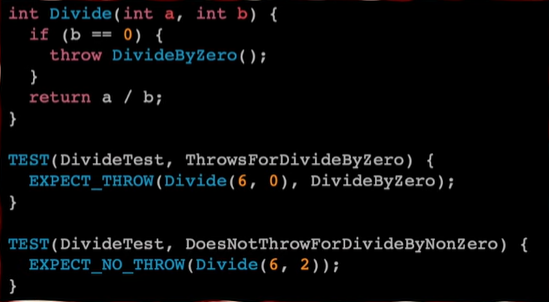 int Divide(int a, int b) {
  if (b == 0) {
    throw DivideByZero();
  }
  return a / b;
}

TEST(DivideTest, ThrowsForDivideByZero) {
  EXPECT_THROW(Divide(6, 0), DivideByZero);
}

TEST(DivideTest, DoesNotThrowForDivideByNonZero) {
  EXPECT_NO_THROW(Divide(6, 2));
}